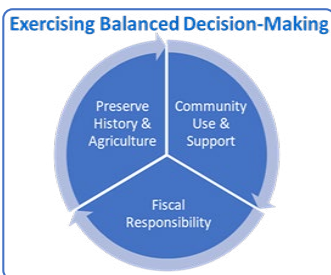 Exercising Balanced Decision-Making
Preserve
History &
Agriculture
Community
Use &
Support
Fiscal
Responsibility